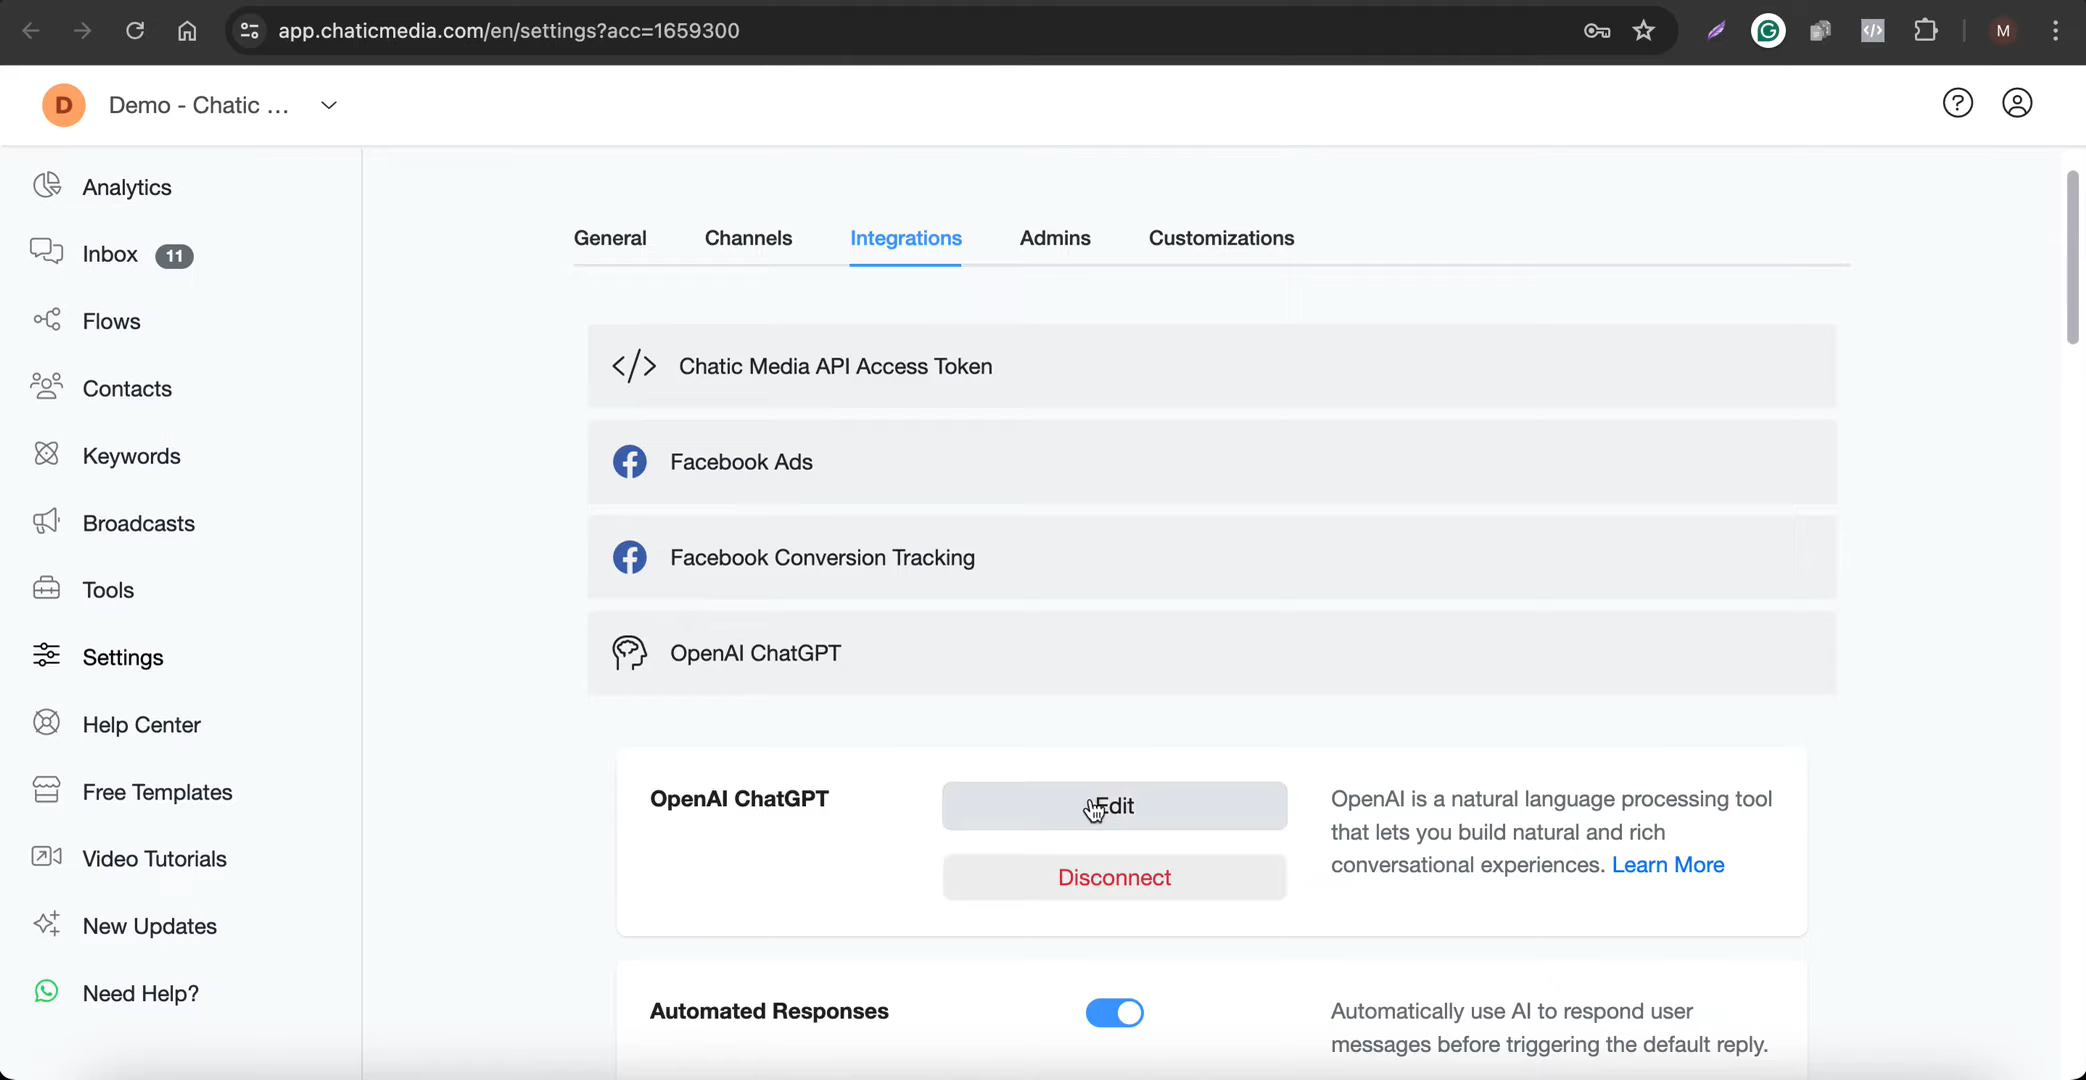 app.chaticmedia.com/en/settings?acc=1659300
M
D Demo - Chatic ...
Analytics
Inbox 11
Flows
Contacts
Keywords
Broadcasts
Tools
Settings
Help Center
Free Templates
Video Tutorials
New Updates
Need Help?
General Channels Integrations Admins Customizations
</> Chatic Media API Access Token
Facebook Ads
Facebook Conversion Tracking
OpenAI ChatGPT
OpenAI ChatGPT
Edit
Disconnect
OpenAI is a natural language processing tool
that lets you build natural and rich
conversational experiences. Learn More
Automated Responses
Automatically use AI to respond user
messages before triggering the default reply.